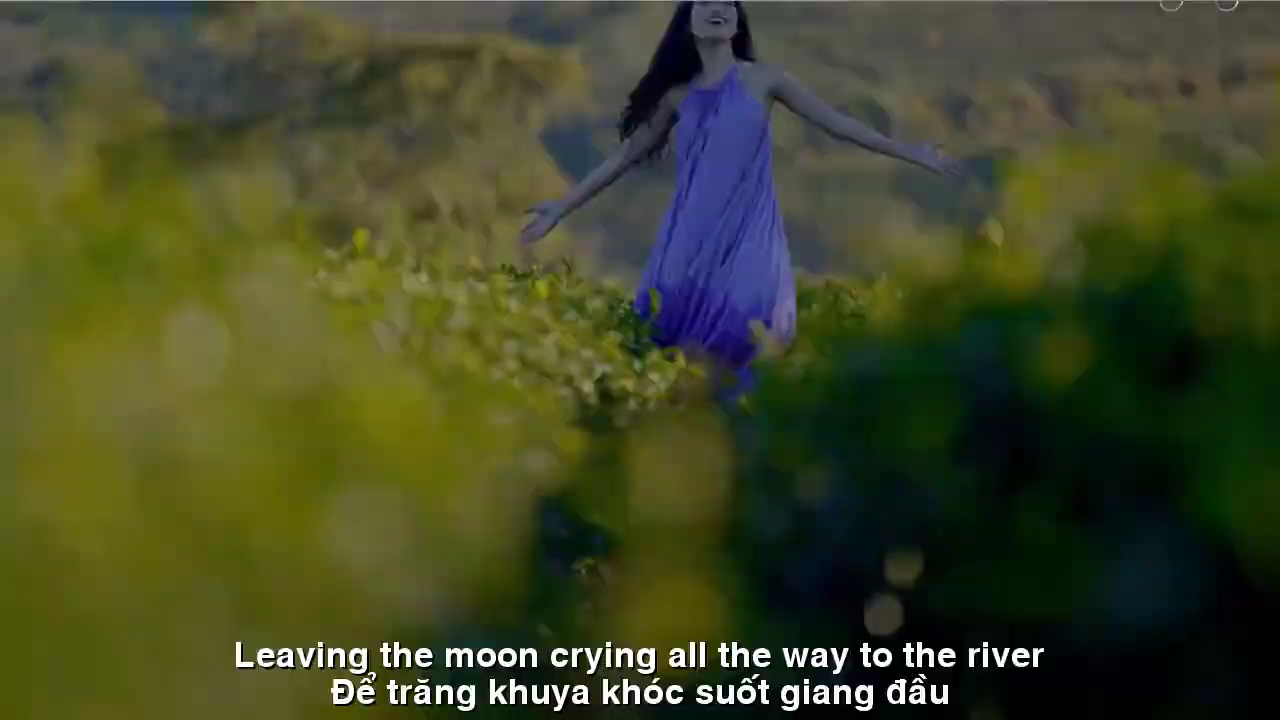 Leaving the moon crying all the way to the river
Để trăng khuya khóc suốt giang đầu